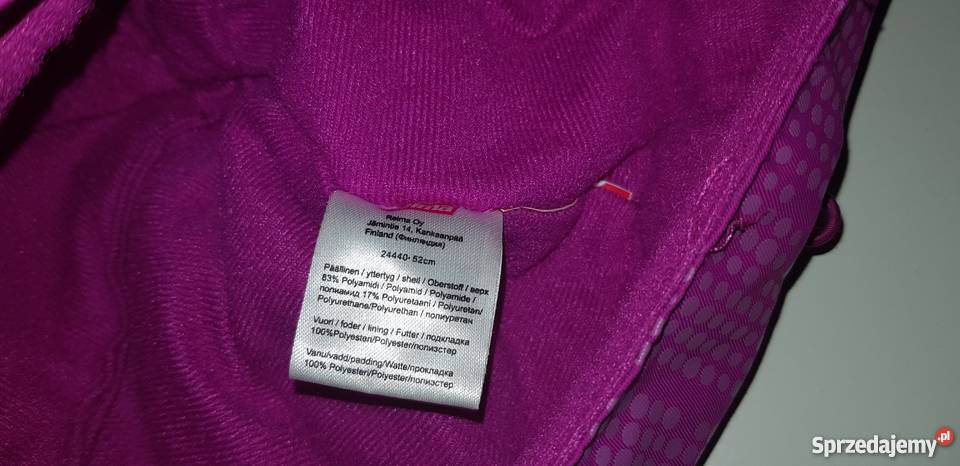 Reima Oy
Jämintie 14, Kankaanpää
Finland (Финляндия)
24440- 52cm
Päällinen / yttertyg / shell / Oberstoff / верх
83% Polyamidi / Polyamid / Polyamide /
полиамид 17% Polyuretaani / Polyuretan/
Polyurethane/Polyurethan / полиуретан
Vuori / foder / lining / Futter / подкладка
100%Polyesteri/Polyester/полиэстер
Vanu/vadd/padding/Watte/прокладка
100% Polyesteri/Polyester/полиэстер
Sprzedajemy.pl